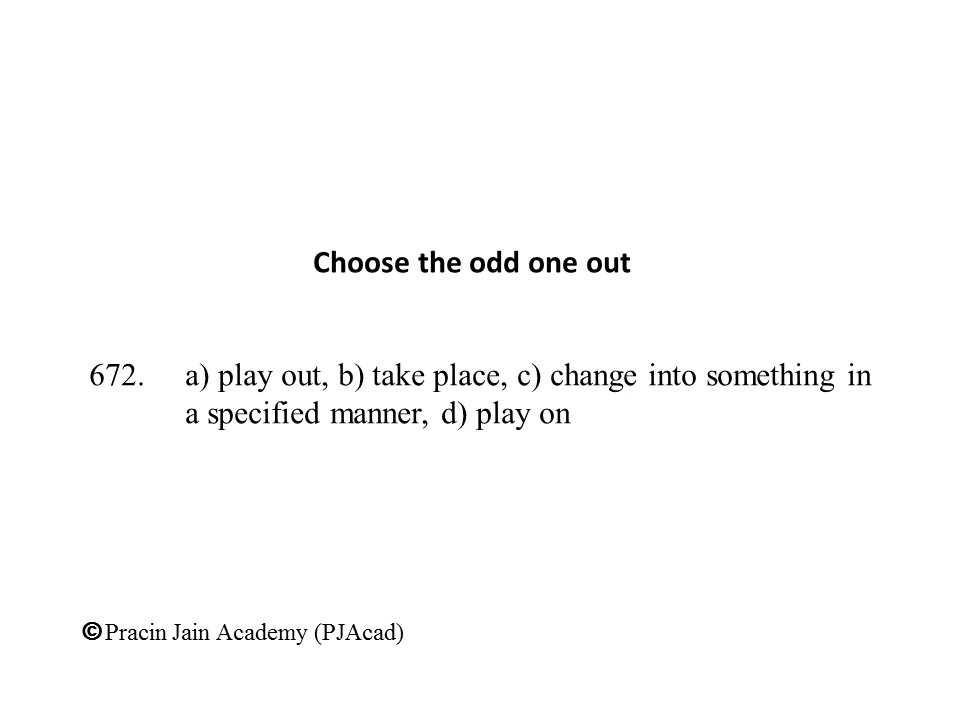 Choose the odd one out
672. a) play out, b) take place, c) change into something in
a specified manner, d) play on
©Pracin Jain Academy (PJAcad)